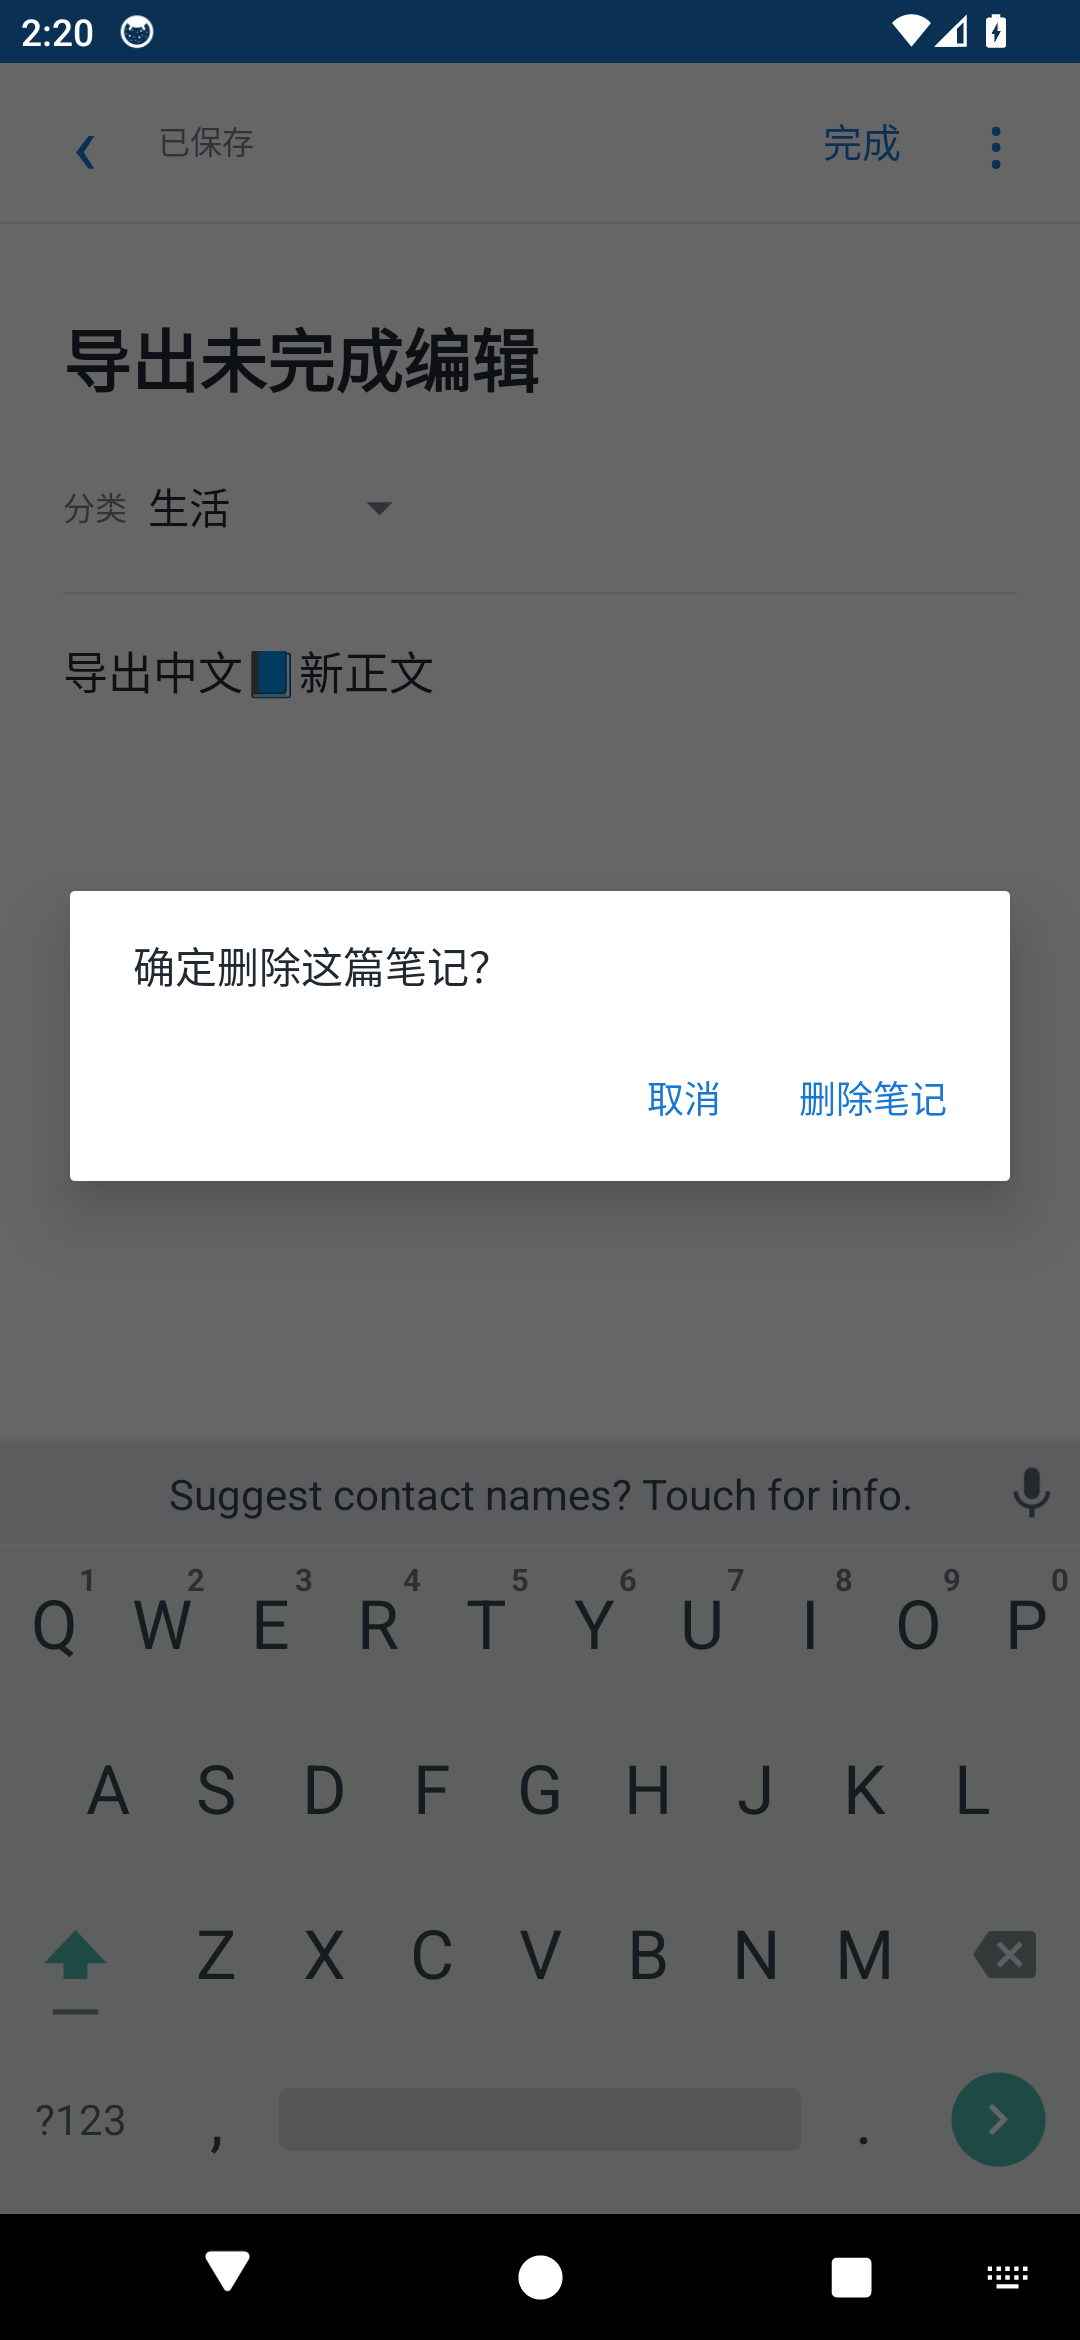 2:20
已保存 完成
导出未完成编辑
分类 生活
导出中文📘新正文
确定删除这篇笔记?
取消 删除笔记
Suggest contact names? Touch for info.
1 2 3 4 5 6 7 8 9 0
Q W E R T Y U I O P
A S D F G H J K L
Z X C V B N M
?123 , .